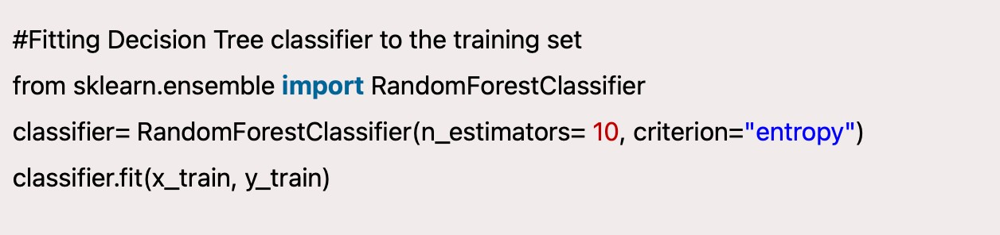 #Fitting Decision Tree classifier to the training set
from sklearn.ensemble import RandomForestClassifier
classifier= RandomForestClassifier(n_estimators= 10, criterion="entropy")
classifier.fit(x_train, y_train)